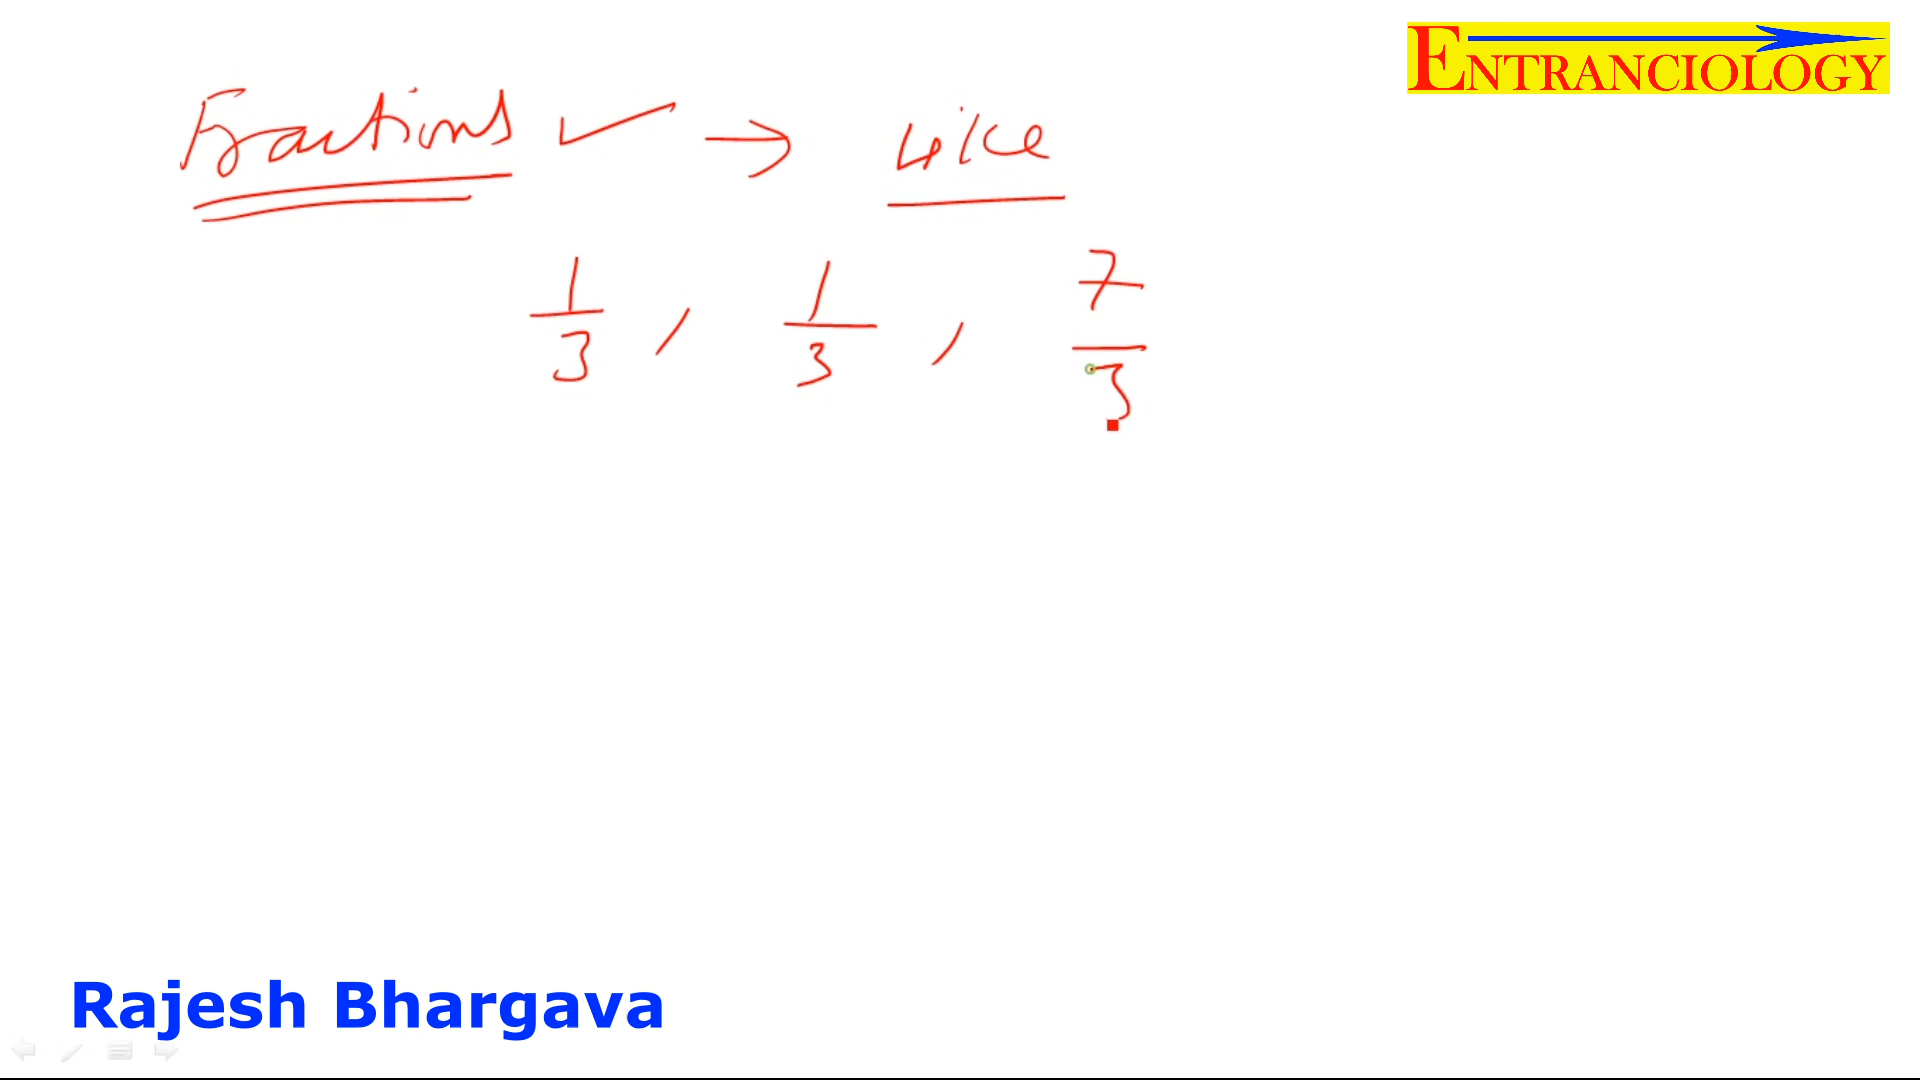 ENTRANCIOLOGY
Fractions ✓ → Like
1/3 , 1/3 , 7/3
Rajesh Bhargava